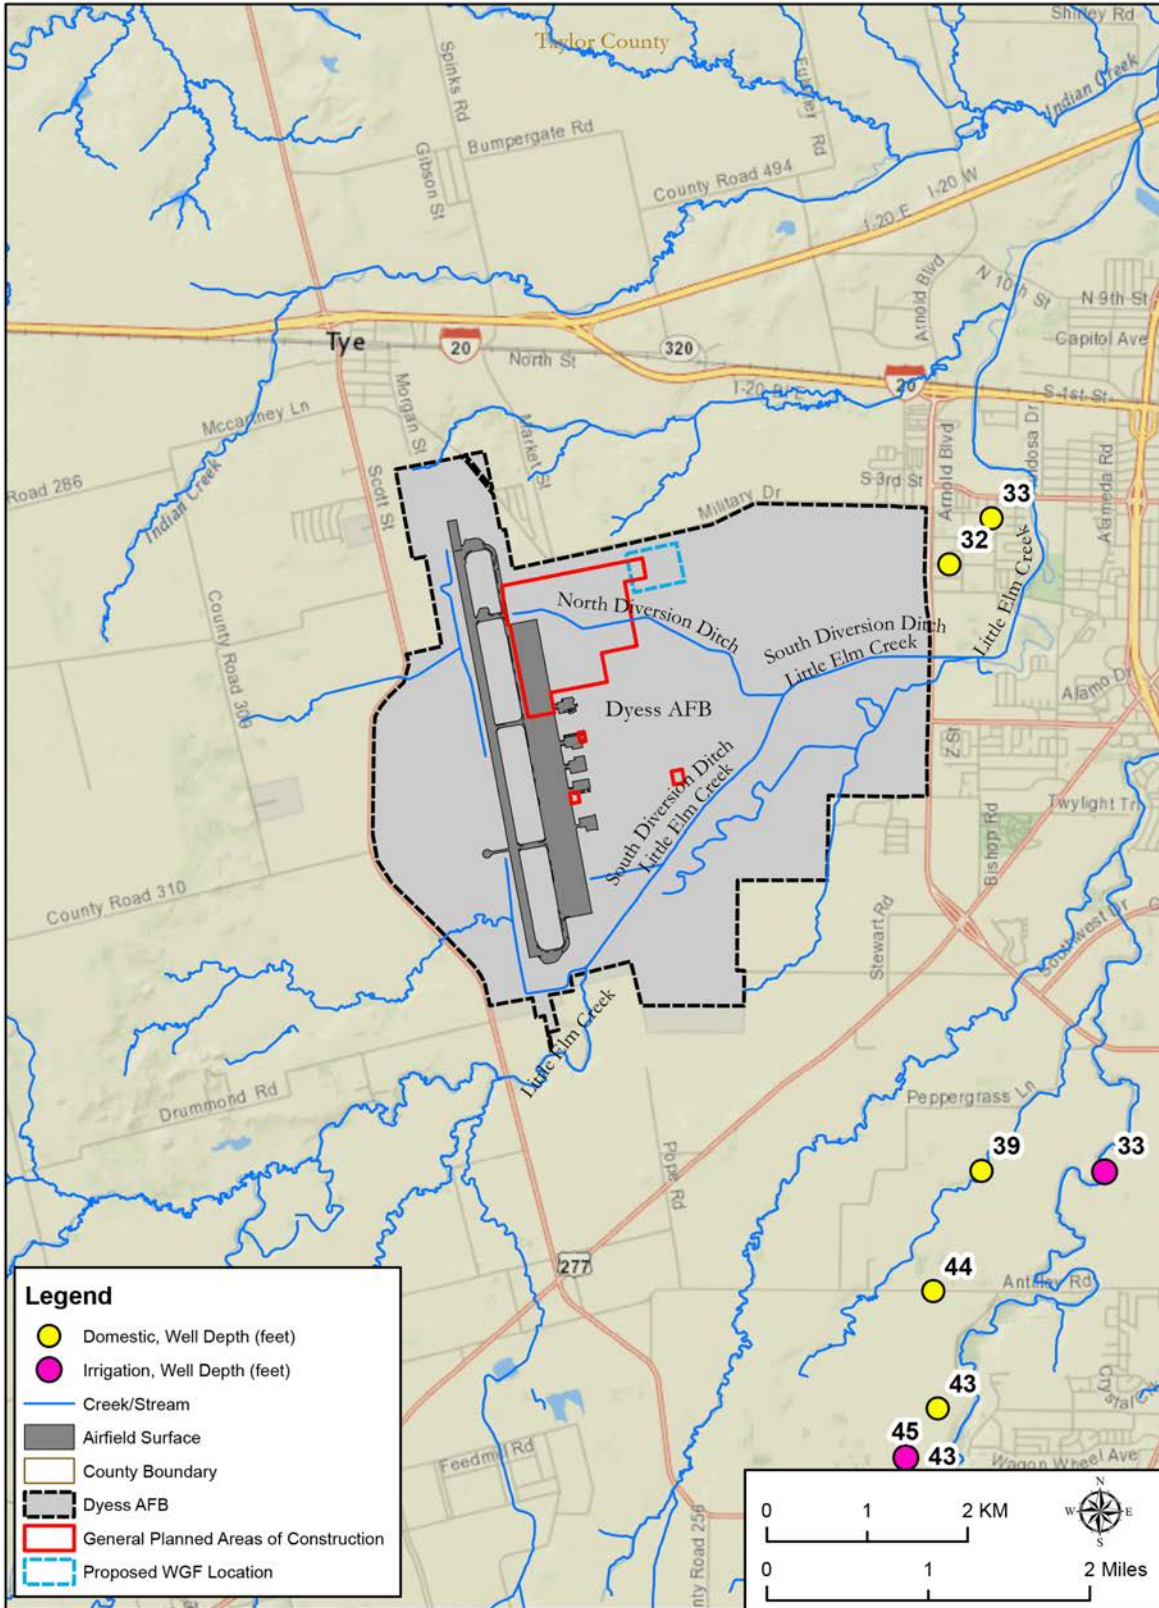 Shirley Rd
Taylor County
Spinks Rd
Indian Creek
Bumpergate Rd
Gibson St
County Road 494
I-20 W
I-20 E
Arnold Blvd
N 10th St
N 9th St
Capitol Ave
Tye
20
North St
320
20
S 1st St
Mccartney Ln
Morgan St
Market St
Scott St
Road 286
Indian Creek
Military Dr
S 3rd St
Arnold Blvd
Alameda Rd
33
32
Little Elm Creek
North Diversion Ditch
South Diversion Ditch
Little Elm Creek
County Road 300
Alamo Dr
Dyess AFB
Z St
South Diversion Ditch
Little Elm Creek
Twylight Trl
Bishop Rd
County Road 310
Stewart Rd
Southwest Dr
Little Elm Creek
Drummond Rd
Peppergrass Ln
Pope Rd
39
33
277
44
Antilley Rd
43
45
43
Wagon Wheel Ave
Feedmill Rd
nty Road 256
Legend
Domestic, Well Depth (feet)
Irrigation, Well Depth (feet)
Creek/Stream
Airfield Surface
County Boundary
Dyess AFB
General Planned Areas of Construction
Proposed WGF Location
N
W E
S
0 1 2 KM
0 1 2 Miles